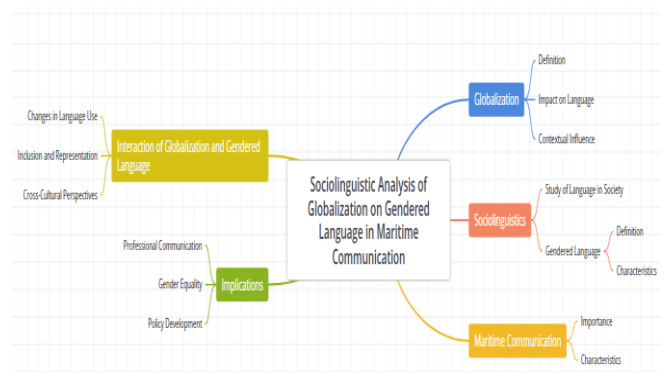 Sociolinguistic Analysis of
Globalization on Gendered
Language in Maritime
Communication
Globalization
Definition
Impact on Language
Contextual Influence
Sociolinguistics
Study of Language in Society
Gendered Language
Definition
Characteristics
Maritime Communication
Importance
Characteristics
Interaction of Globalization and Gendered
Language
Changes in Language Use
Inclusion and Representation
Cross-Cultural Perspectives
Implications
Professional Communication
Gender Equality
Policy Development